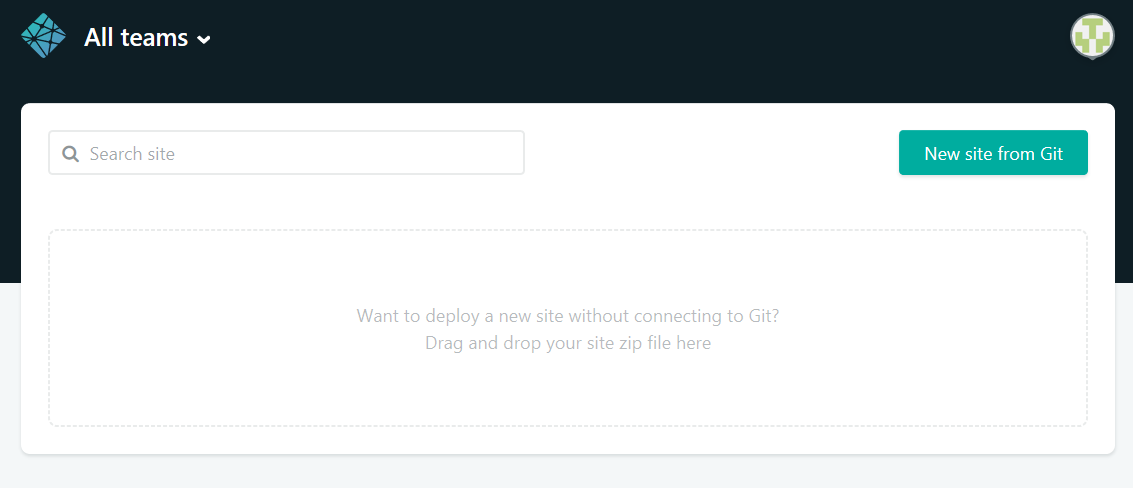 All teams
Search site
New site from Git
Want to deploy a new site without connecting to Git?
Drag and drop your site zip file here